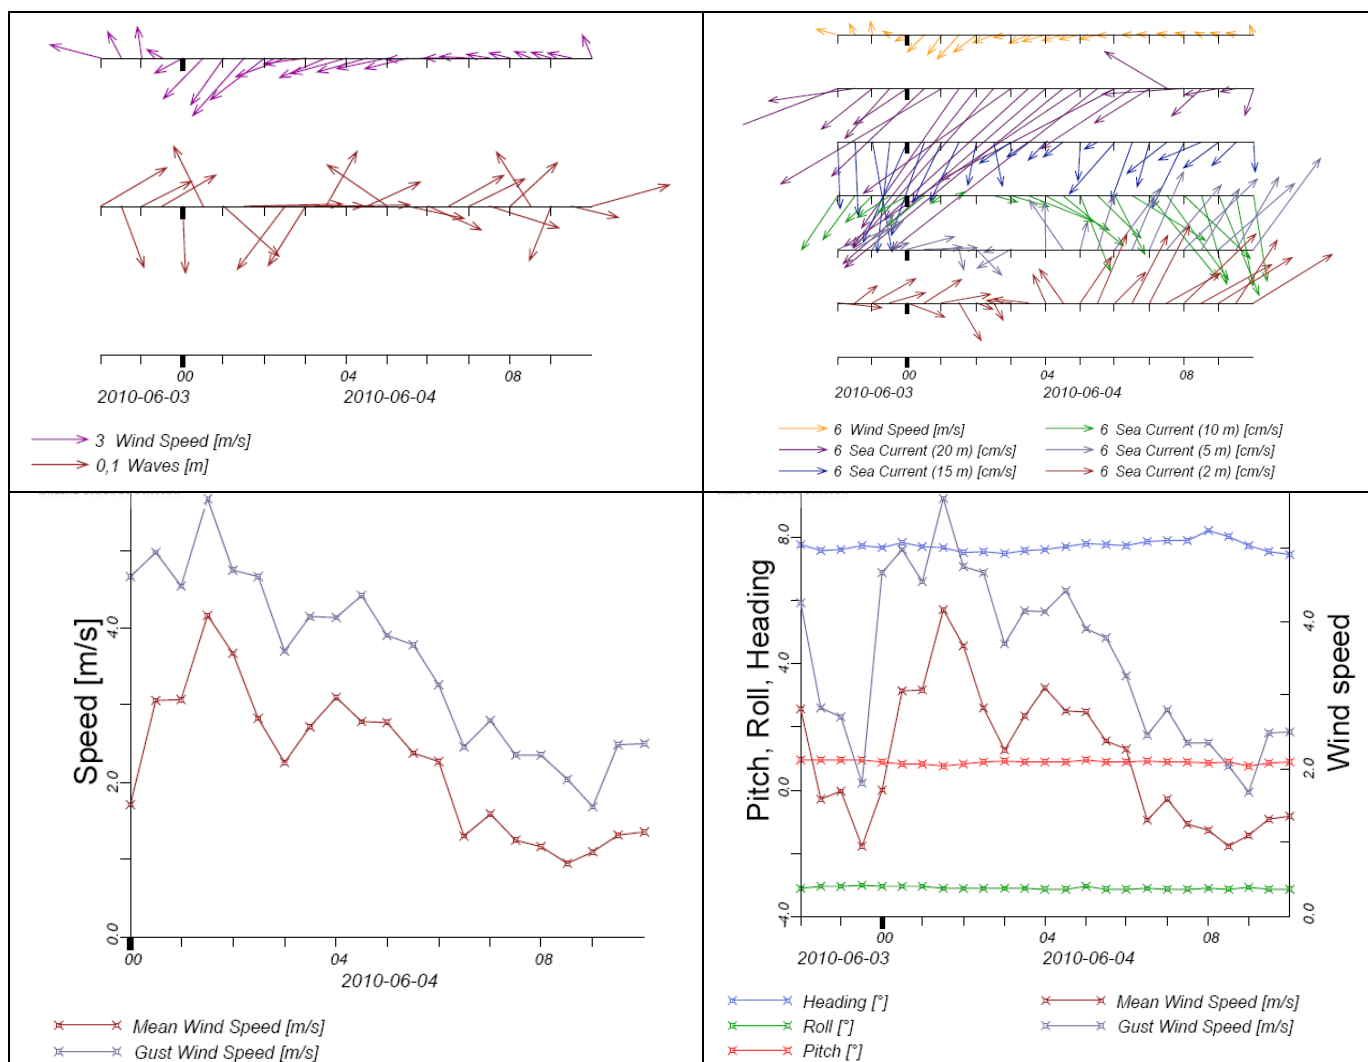 00 04 08
2010-06-03 2010-06-04
3 Wind Speed [m/s]
0,1 Waves [m]
00 04 08
2010-06-03 2010-06-04
6 Wind Speed [m/s]
6 Sea Current (20 m) [cm/s]
6 Sea Current (15 m) [cm/s]
6 Sea Current (10 m) [cm/s]
6 Sea Current (5 m) [cm/s]
6 Sea Current (2 m) [cm/s]
Speed [m/s]
4.0
2.0
0.0
00 04 08
2010-06-04
Mean Wind Speed [m/s]
Gust Wind Speed [m/s]
Pitch, Roll, Heading
8.0
4.0
0.0
-4.0
Wind speed
4.0
2.0
0.0
00 04 08
2010-06-03 2010-06-04
Heading [°]
Roll [°]
Pitch [°]
Mean Wind Speed [m/s]
Gust Wind Speed [m/s]